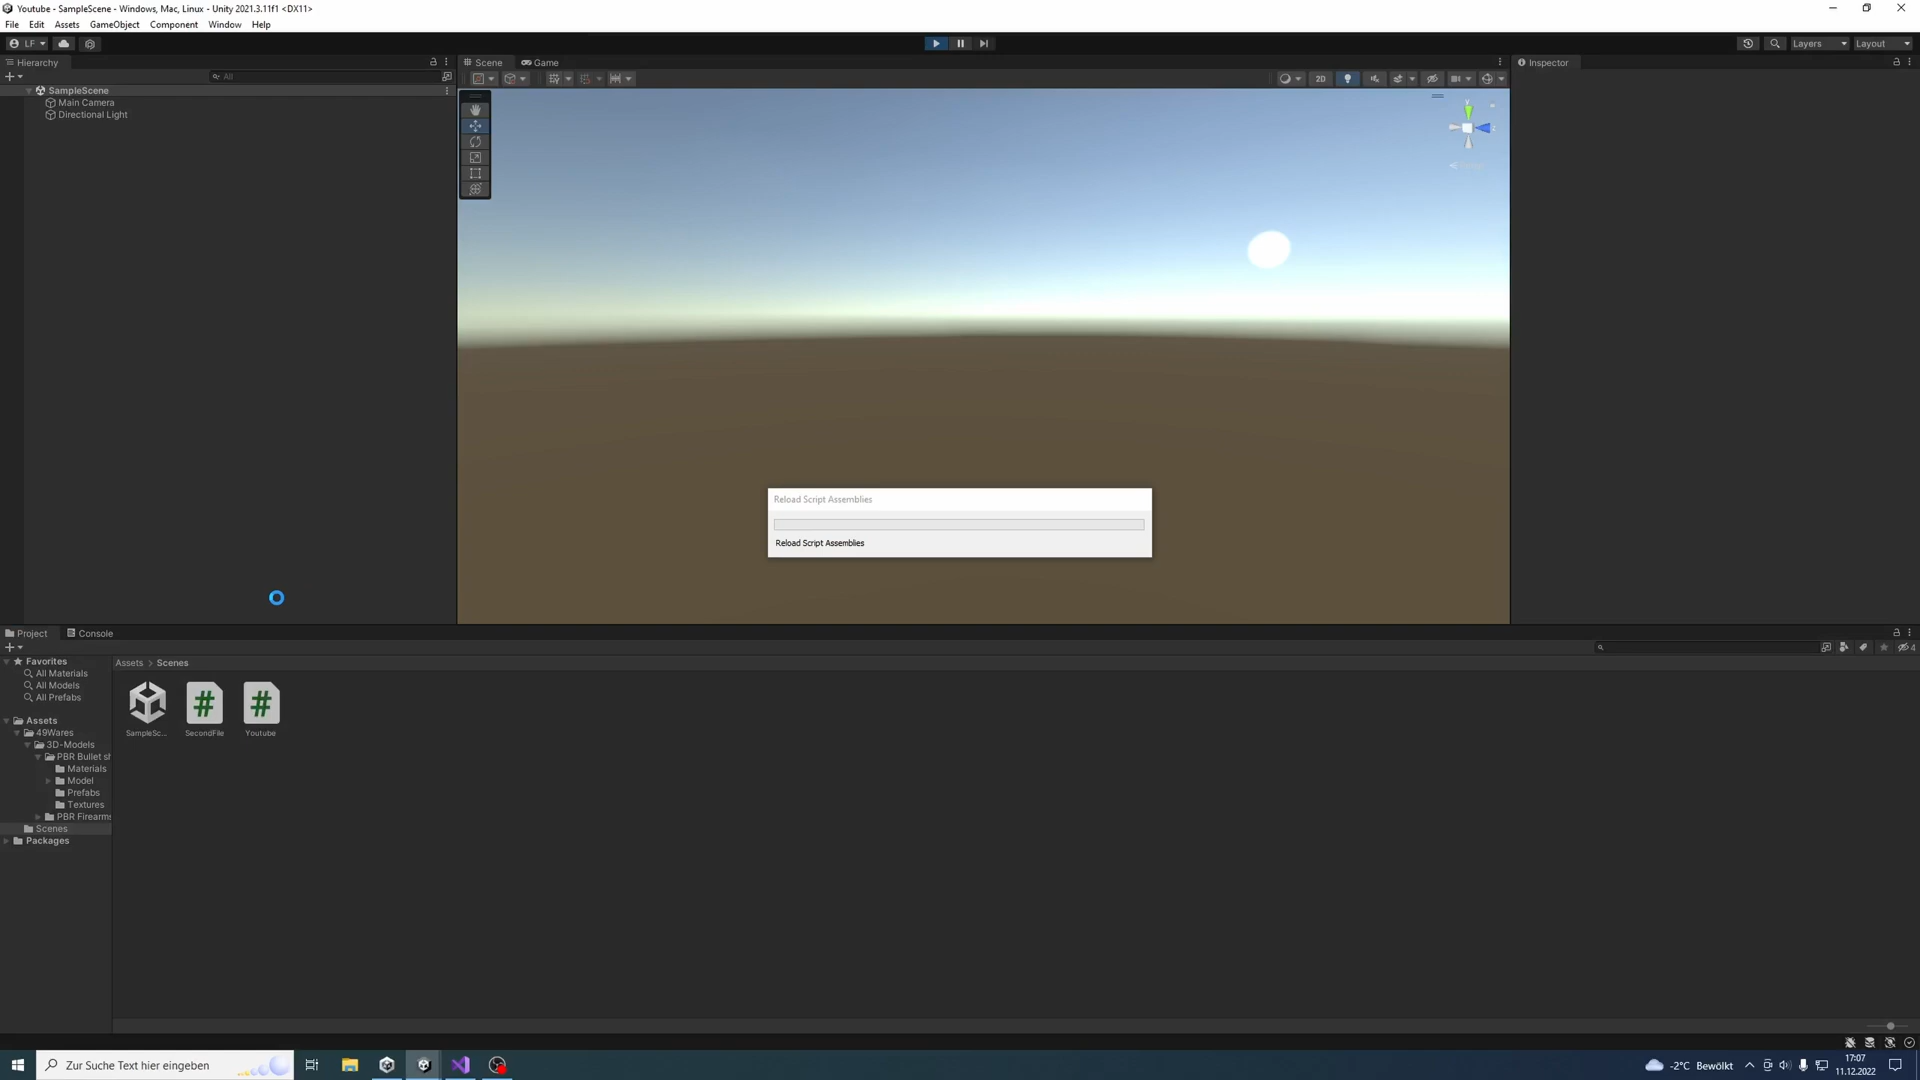 Youtube - SampleScene - Windows, Mac, Linux - Unity 2021.3.11f1 <DX11>
File Edit Assets GameObject Component Window Help
LF
Layers
Layout
Hierarchy
All
SampleScene
Main Camera
Directional Light
Scene
Game
2D
y
Inspector
Reload Script Assemblies
Reload Script Assemblies
Project
Console
4
Favorites
All Materials
All Models
All Prefabs
Assets
49Wares
3D-Models
PBR Bullet sh
Materials
Model
Prefabs
Textures
PBR Firearms
Scenes
Packages
Assets > Scenes
SampleSc...
SecondFile
Youtube
Zur Suche Text hier eingeben
-2°C Bewölkt
17:07
11.12.2022